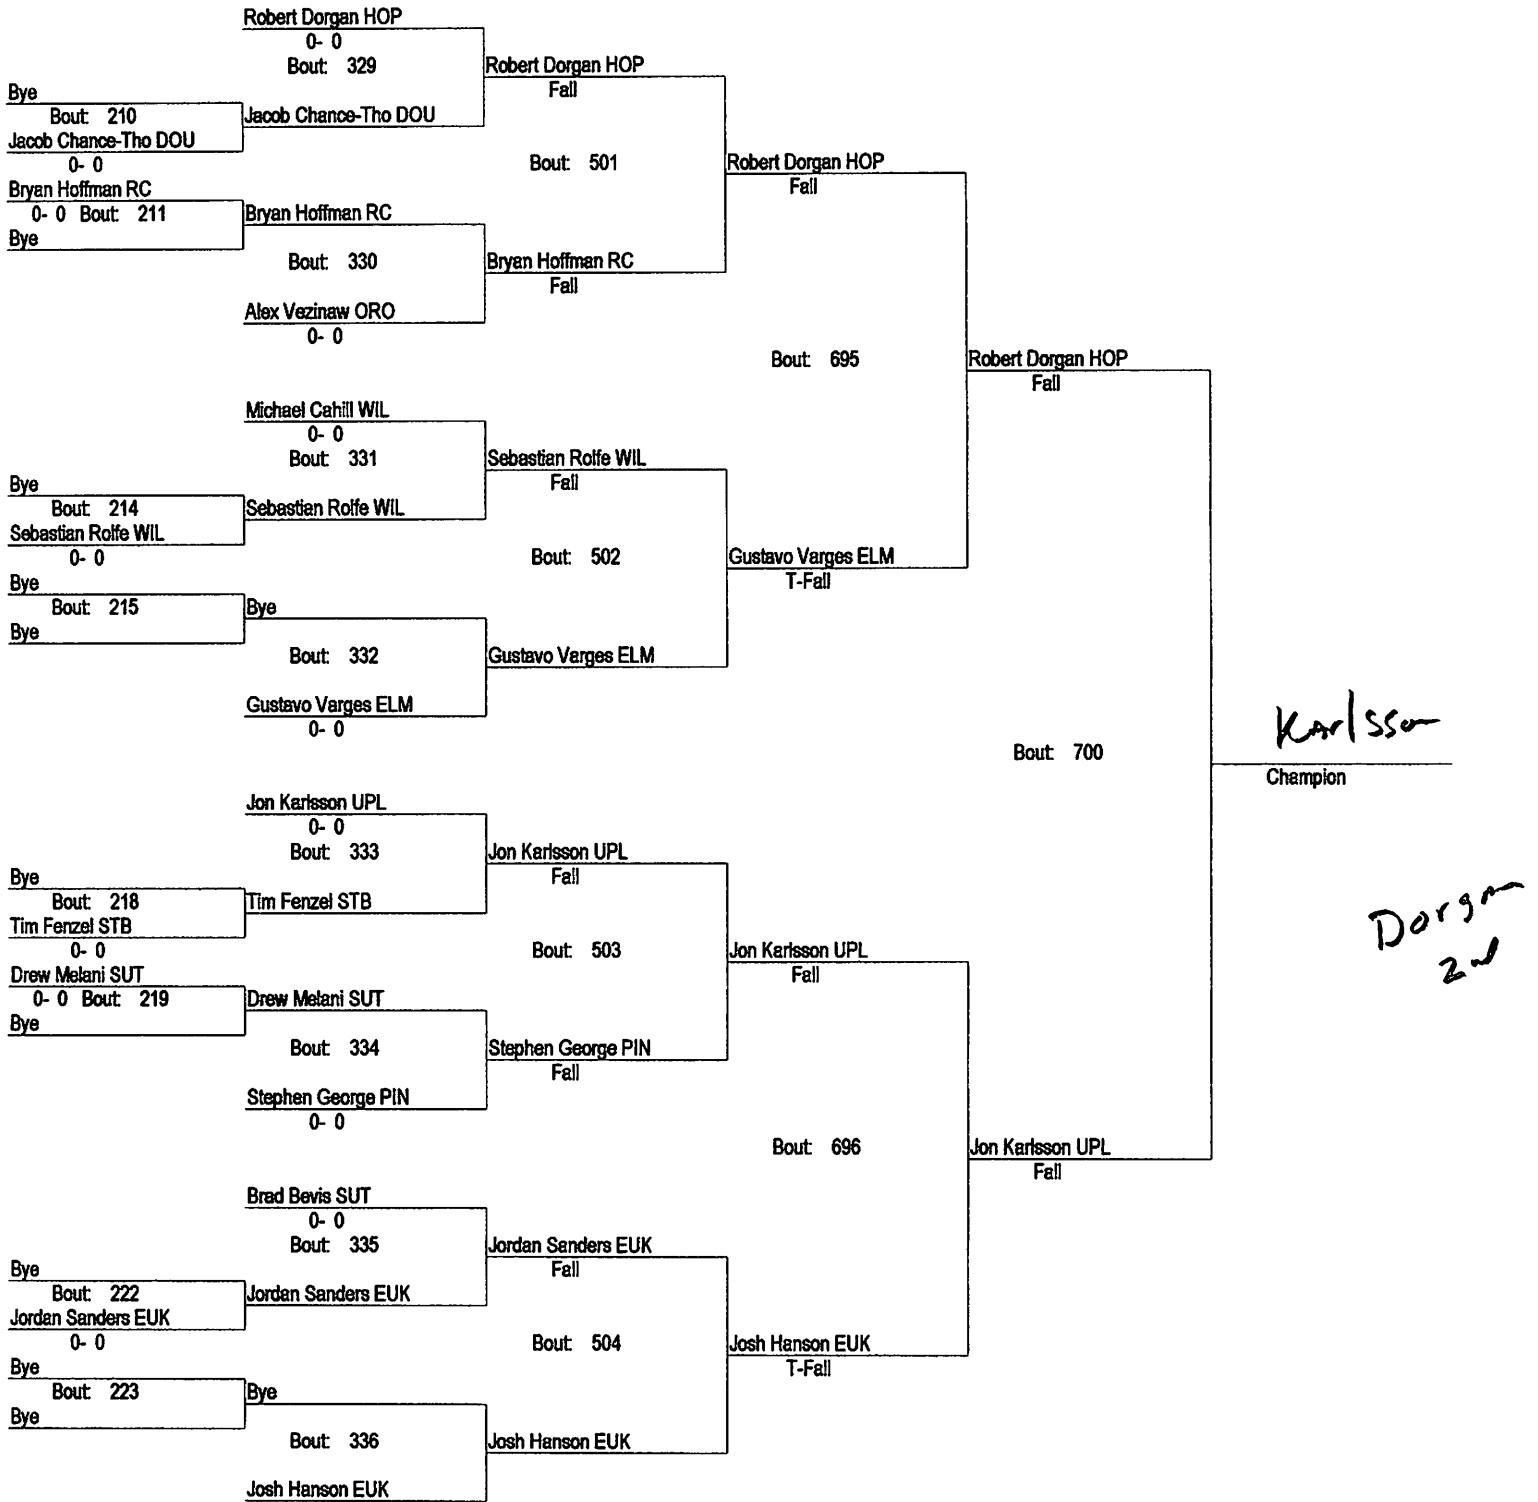 Robert Dorgan HOP
0- 0
Bout: 329
Robert Dorgan HOP
Fall
Bye
Bout: 210
Jacob Chance-Tho DOU
Jacob Chance-Tho DOU
0- 0
Bout: 501
Robert Dorgan HOP
Fall
Bryan Hoffman RC
0- 0 Bout: 211
Bryan Hoffman RC
Bye
Bout: 330
Bryan Hoffman RC
Fall
Alex Vezinaw ORO
0- 0
Bout: 695
Robert Dorgan HOP
Fall
Michael Cahill WIL
0- 0
Bout: 331
Sebastian Rolfe WIL
Fall
Bye
Bout: 214
Sebastian Rolfe WIL
Sebastian Rolfe WIL
0- 0
Bout: 502
Gustavo Varges ELM
T-Fall
Bye
Bout: 215
Bye
Bye
Bout: 332
Gustavo Varges ELM
Gustavo Varges ELM
0- 0
Bout: 700
Karlsson
Champion
Jon Karlsson UPL
0- 0
Bout: 333
Jon Karlsson UPL
Fall
Bye
Bout: 218
Tim Fenzel STB
Tim Fenzel STB
0- 0
Bout: 503
Jon Karlsson UPL
Fall
Dorgan
2nd
Drew Melani SUT
0- 0 Bout: 219
Drew Melani SUT
Bye
Bout: 334
Stephen George PIN
Fall
Stephen George PIN
0- 0
Bout: 696
Jon Karlsson UPL
Fall
Brad Bevis SUT
0- 0
Bout: 335
Jordan Sanders EUK
Fall
Bye
Bout: 222
Jordan Sanders EUK
Jordan Sanders EUK
0- 0
Bout: 504
Josh Hanson EUK
T-Fall
Bye
Bout: 223
Bye
Bye
Bout: 336
Josh Hanson EUK
Josh Hanson EUK